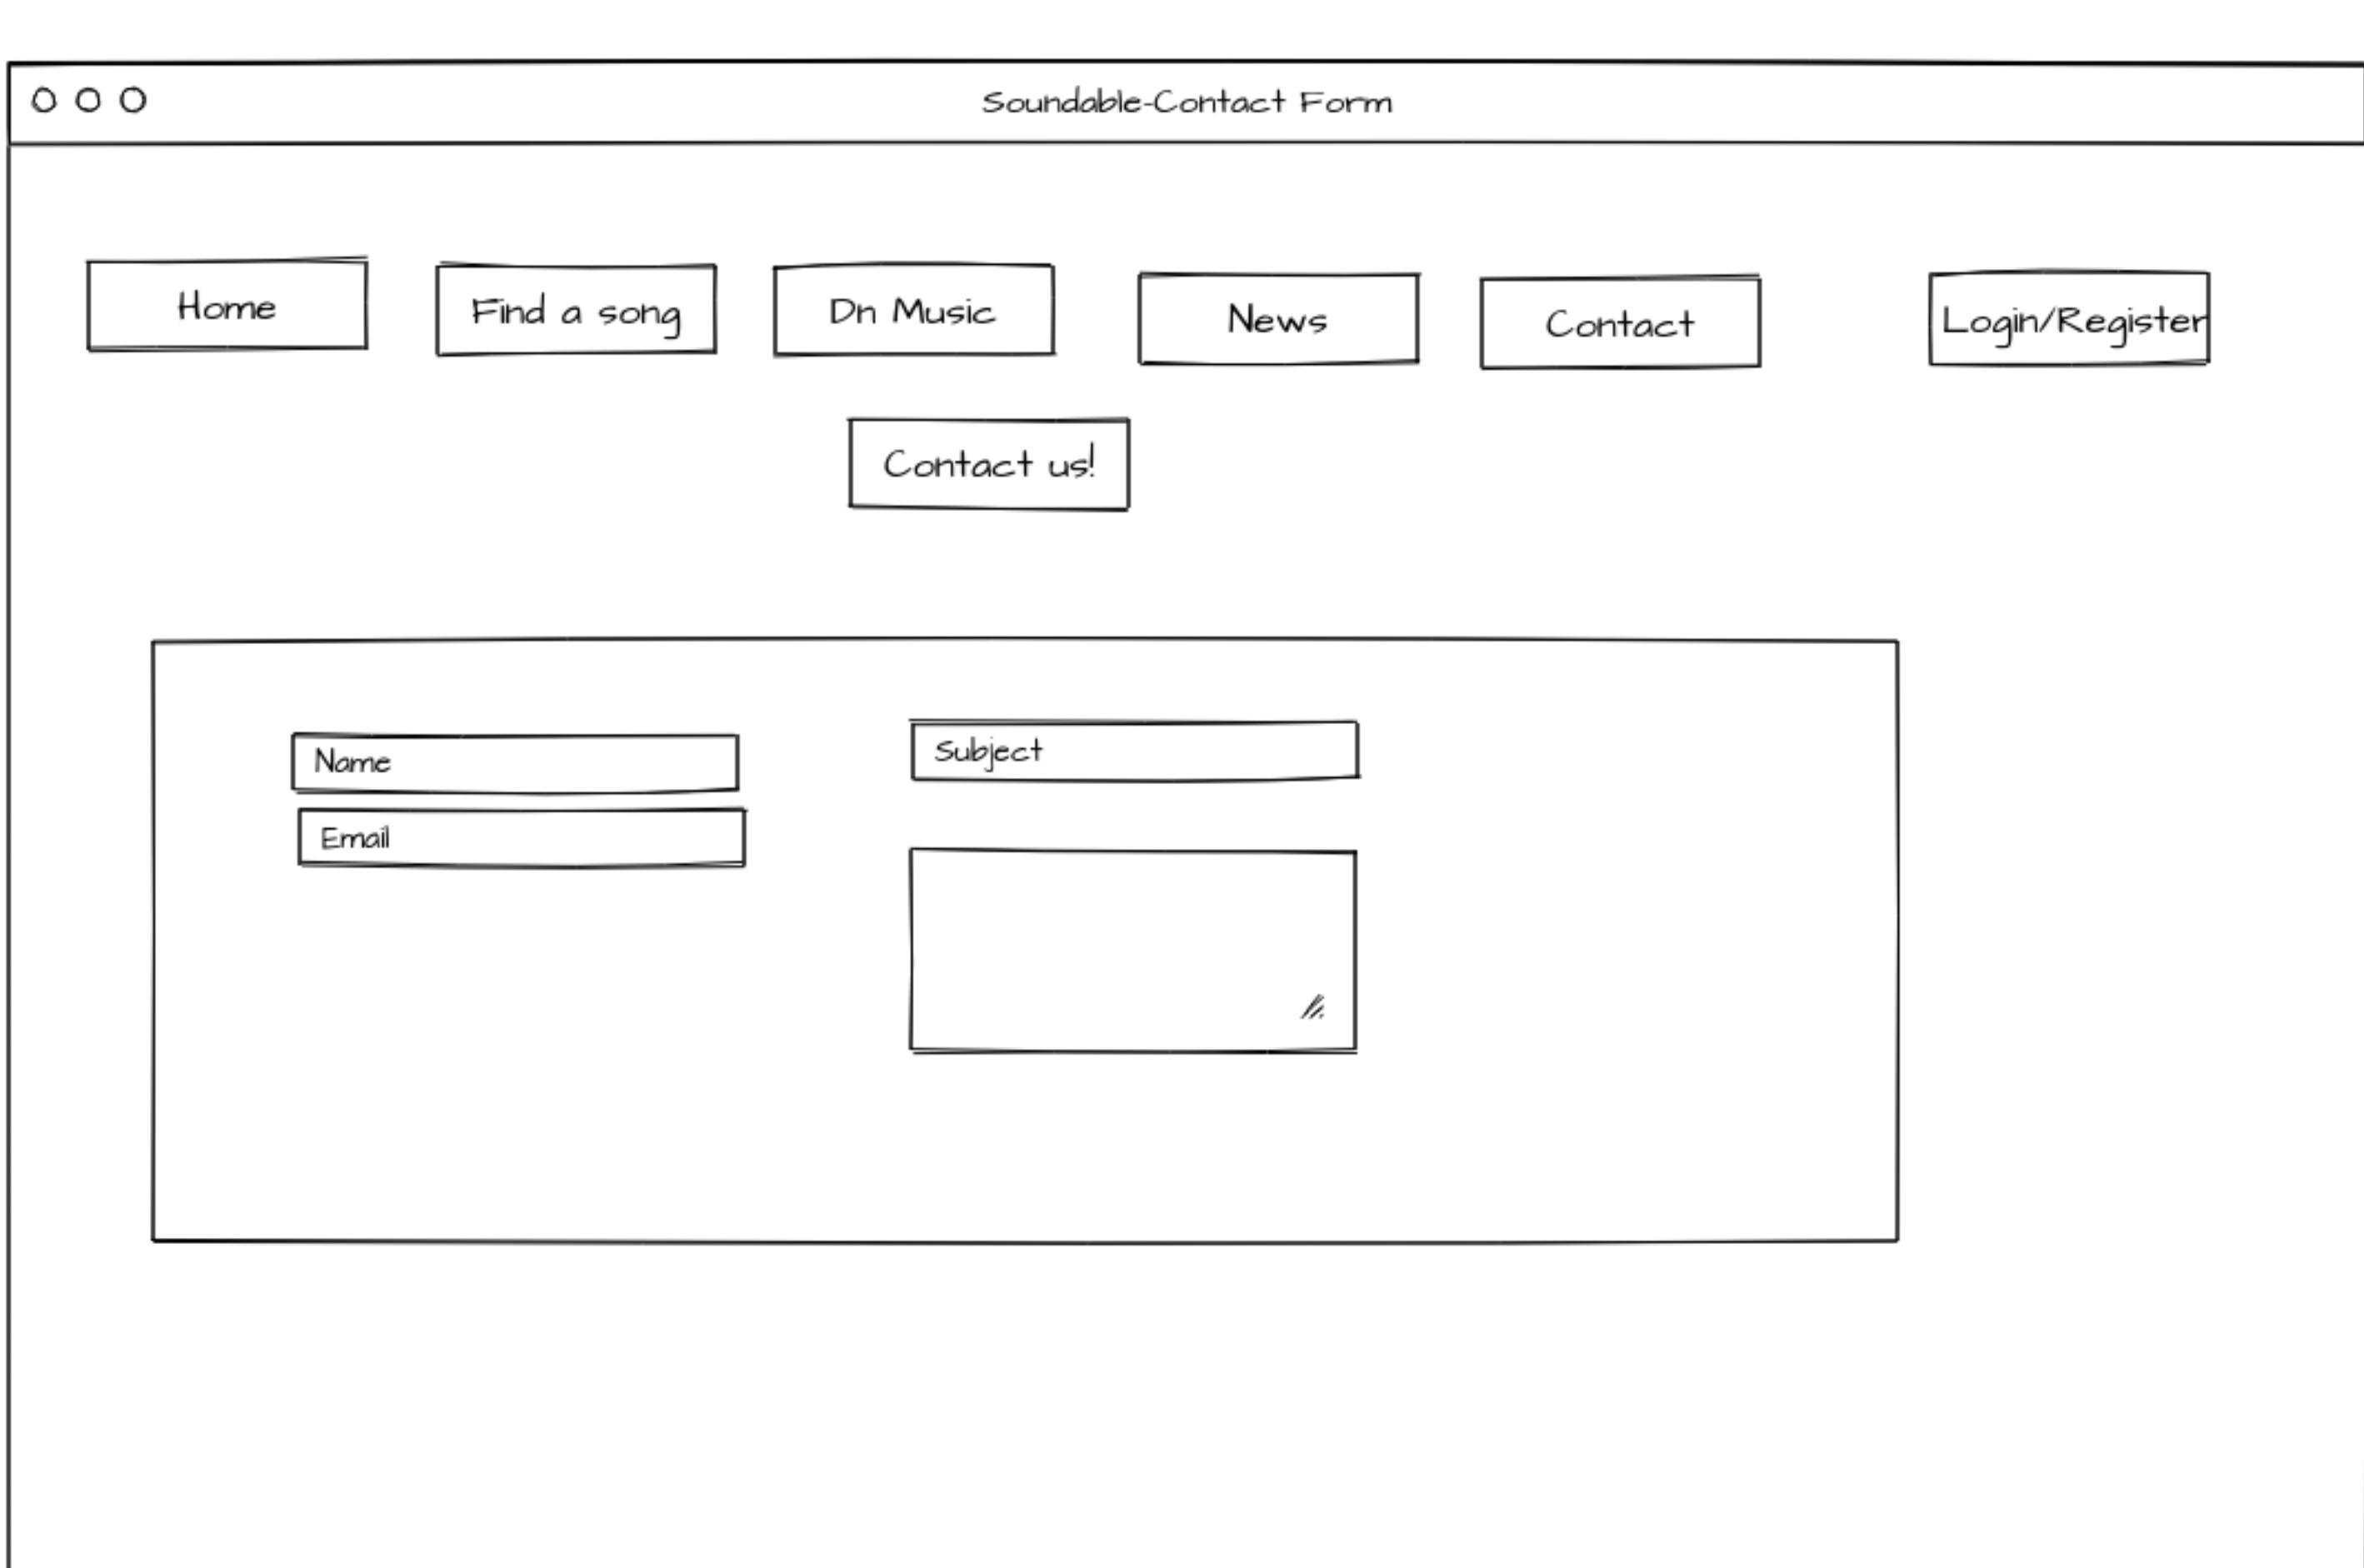 Soundable-Contact Form
Home
Find a song
Dn Music
News
Contact
Login/Register
Contact us!
Name
Subject
Email